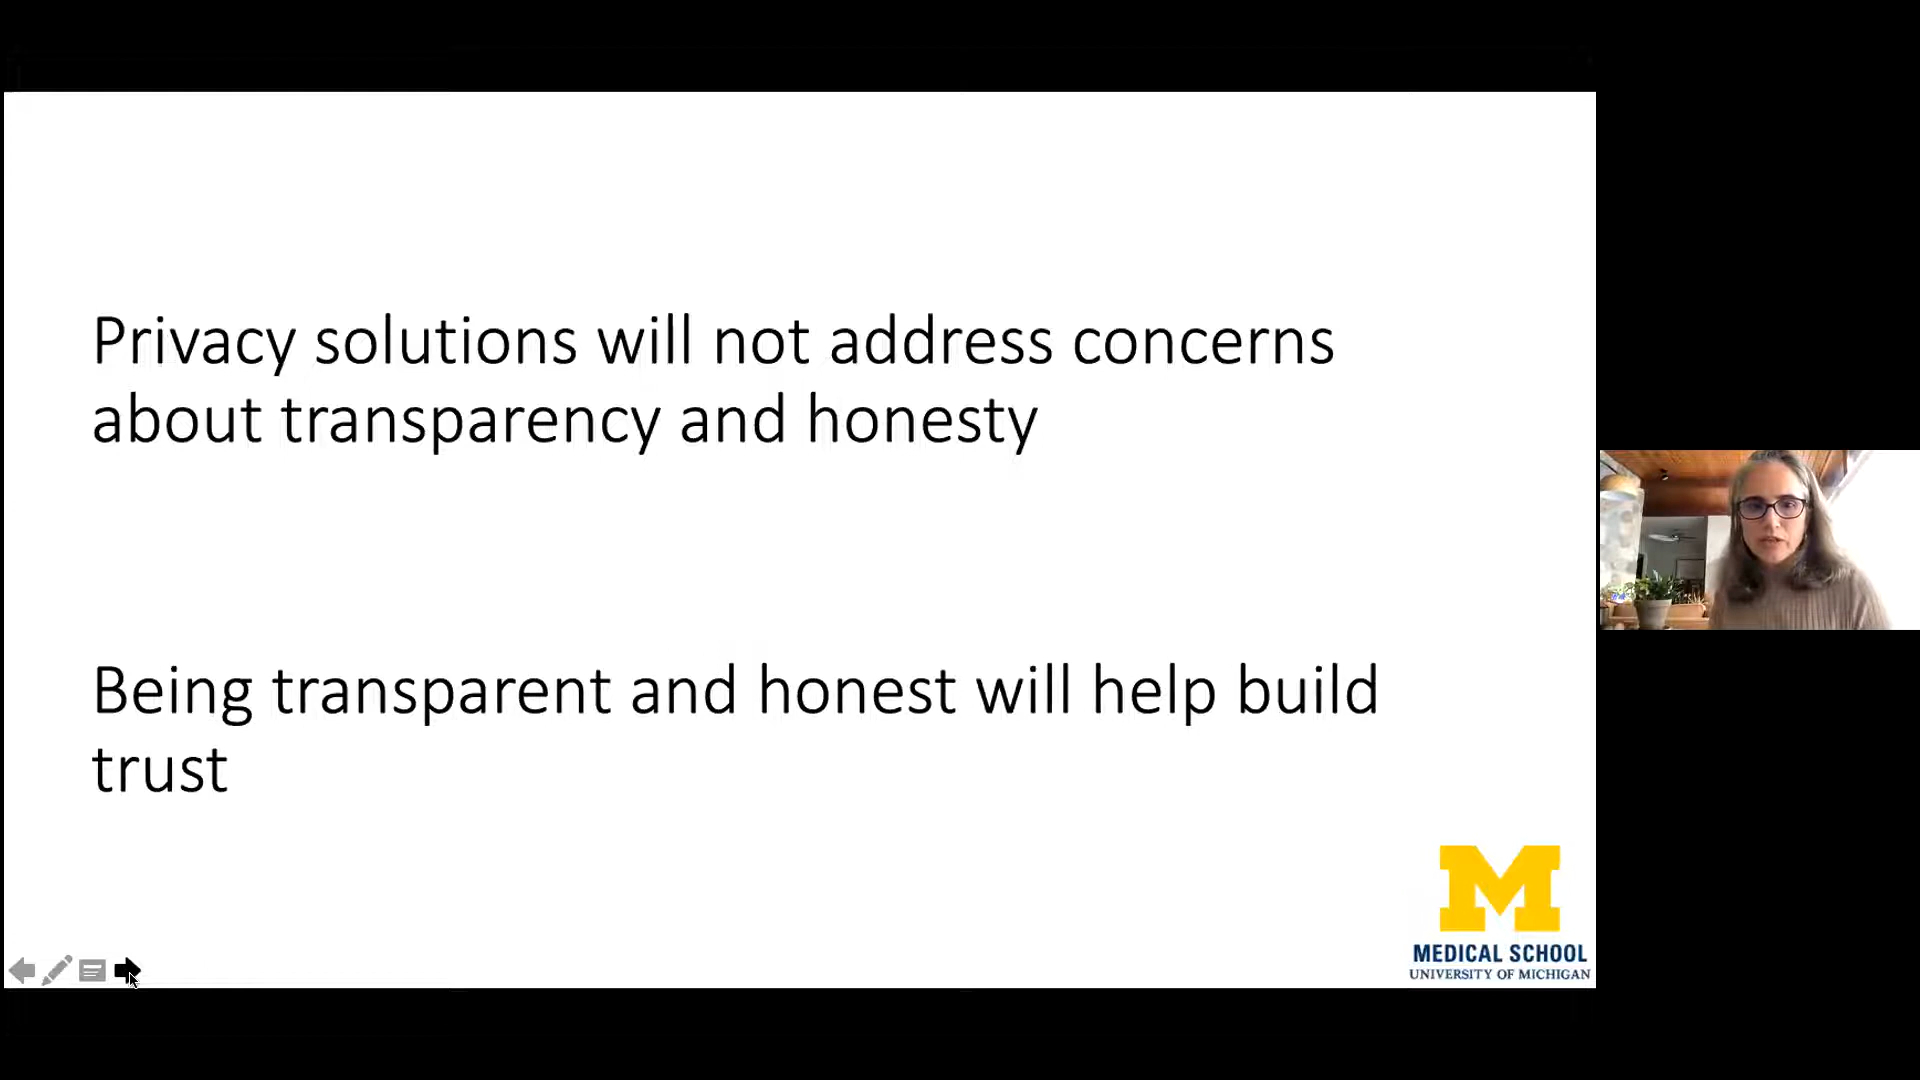 Privacy solutions will not address concerns
about transparency and honesty
Being transparent and honest will help build
trust
M
MEDICAL SCHOOL
UNIVERSITY OF MICHIGAN